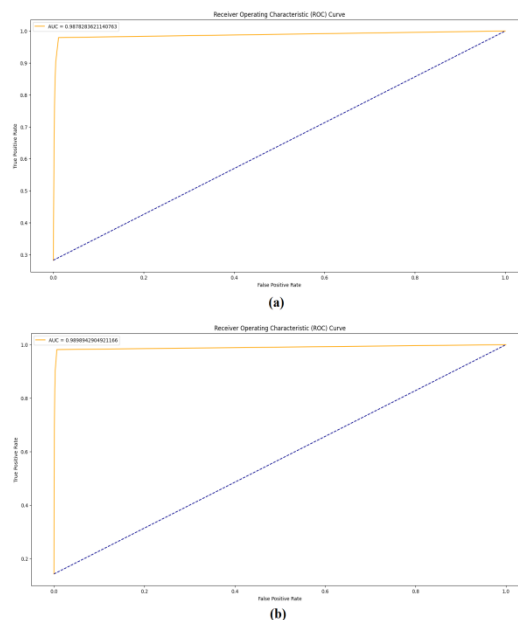 Receiver Operating Characteristic (ROC) Curve
AUC = 0.9878283621140763
1.0
0.9
0.8
0.7
0.6
0.5
0.4
0.3
True Positive Rate
0.0 0.2 0.4 0.6 0.8 1.0
False Positive Rate
(a)
Receiver Operating Characteristic (ROC) Curve
AUC = 0.9898942904921166
1.0
0.8
0.6
0.4
0.2
True Positive Rate
0.0 0.2 0.4 0.6 0.8 1.0
False Positive Rate
(b)